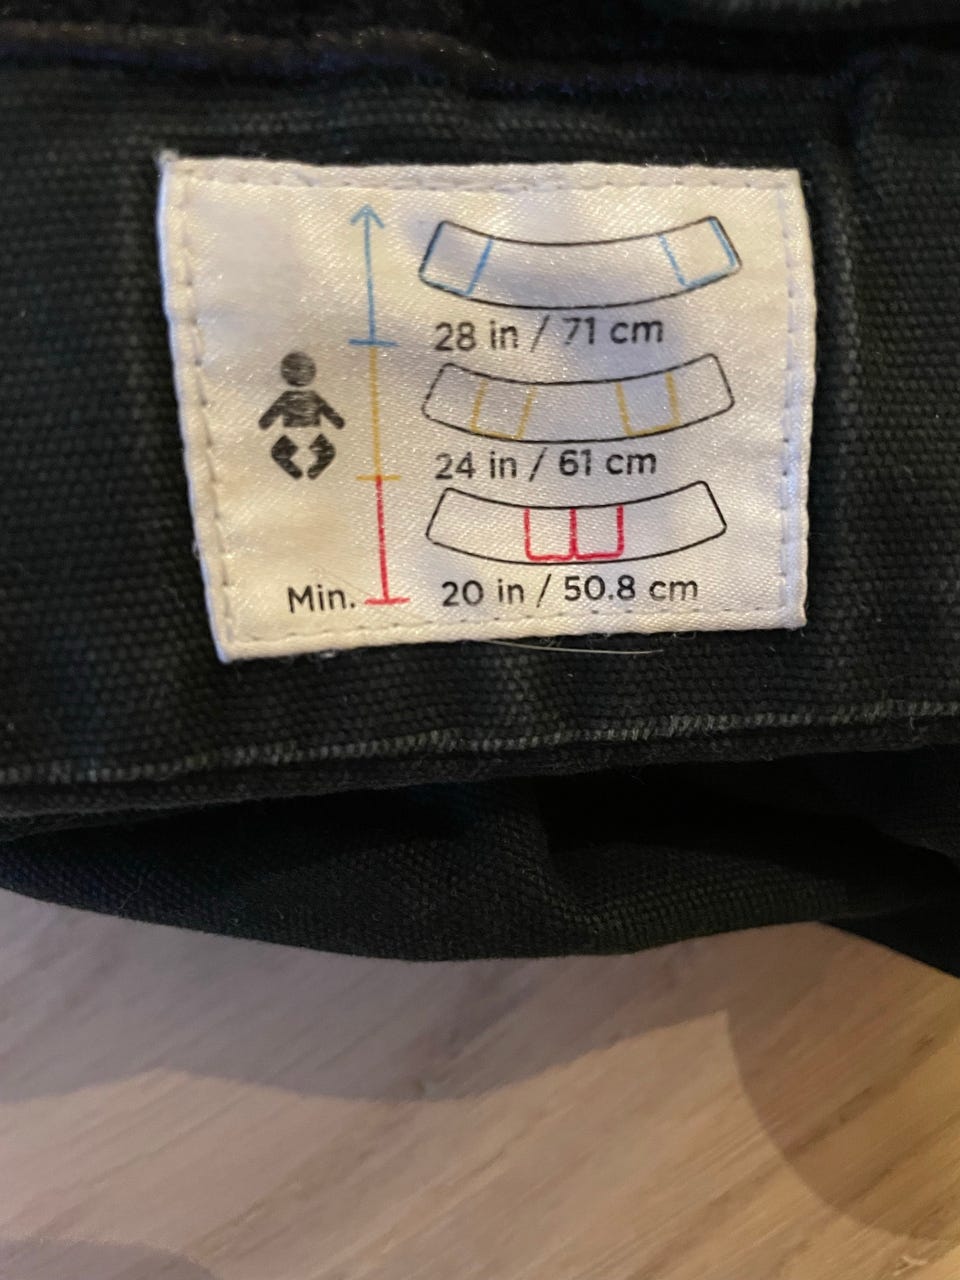 28 in / 71 cm
24 in / 61 cm
Min. 20 in / 50.8 cm